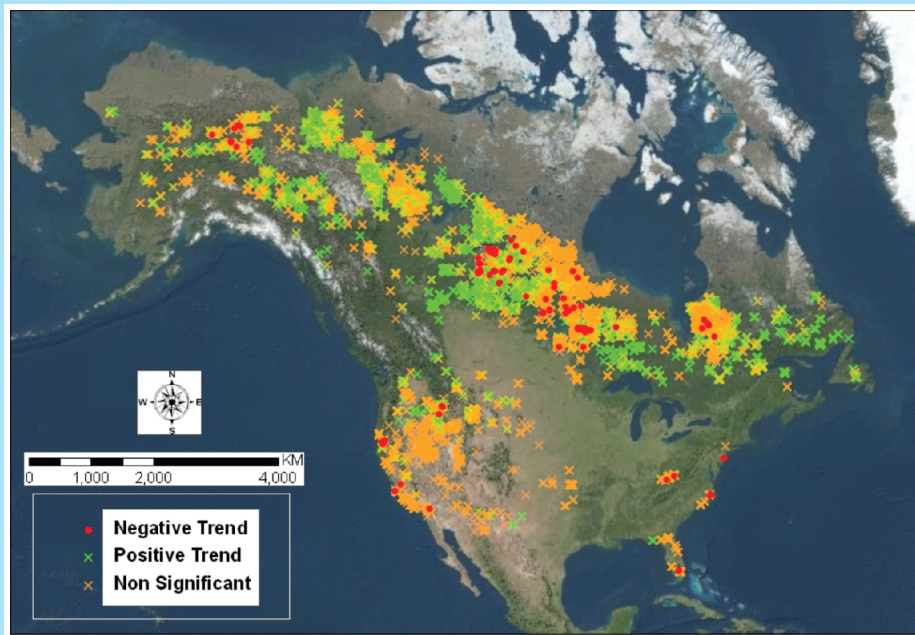 N
W E
S
KM
0 1,000 2,000 4,000
Negative Trend
Positive Trend
Non Significant